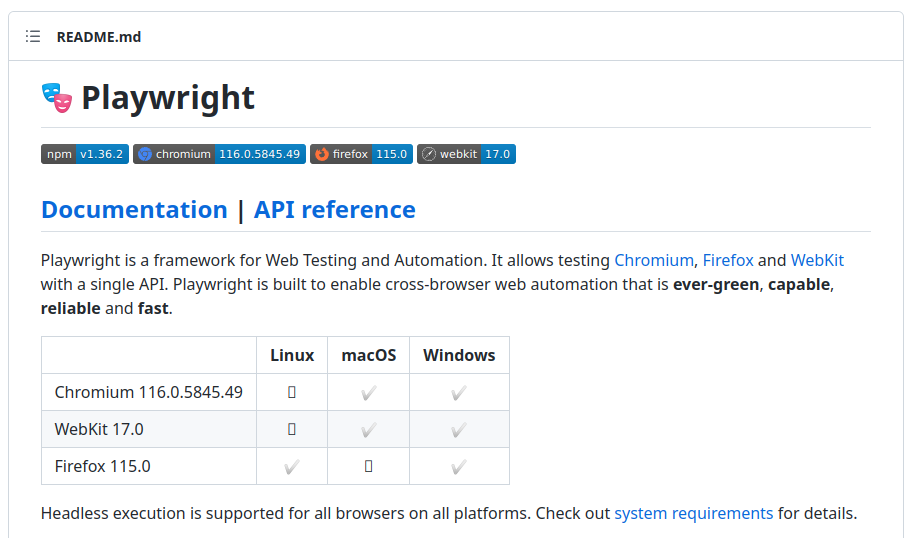 README.md
🎭 Playwright
npm v1.36.2 chromium 116.0.5845.49 firefox 115.0 webkit 17.0
Documentation | API reference
Playwright is a framework for Web Testing and Automation. It allows testing Chromium, Firefox and WebKit
with a single API. Playwright is built to enable cross-browser web automation that is ever-green, capable,
reliable and fast.
Linux macOS Windows
Chromium 116.0.5845.49 ▯ ✔ ✔
WebKit 17.0 ▯ ✔ ✔
Firefox 115.0 ✔ ▯ ✔
Headless execution is supported for all browsers on all platforms. Check out system requirements for details.